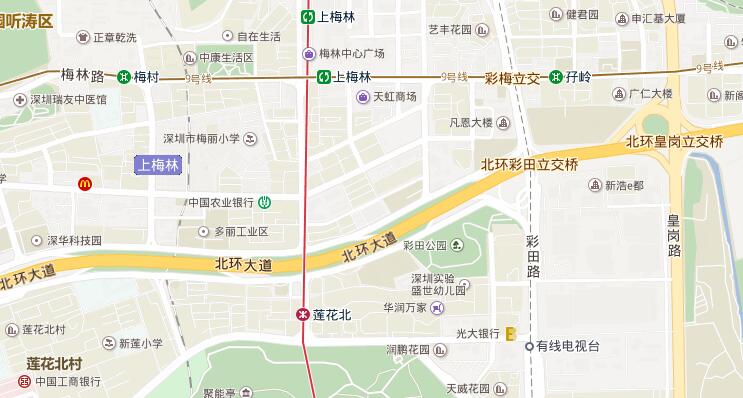 园听涛区
上梅林
健君园
申汇基大厦
艺丰花园
正章乾洗
自在生活
中康生活区
梅林中心广场
梅林路
梅村
9号线
上梅林
9号线
彩梅立交
孖岭
9号线
深圳瑞友中医馆
天虹商场
广仁大楼
新阁
凡恩大楼
深圳市梅丽小学
北环皇岗立交桥
上梅林
北环彩田立交桥
学
新浩e都
中国农业银行
多丽工业区
深华科技园
北环大道
彩田公园
彩田路
皇岗路
北环大道
北环大道
深圳实验
盛世幼儿园
华润万家
莲花北
莲花北村
新莲小学
光大银行
有线电视台
润鹏花园
莲花北村
中国工商银行
聚能亭
天威花园